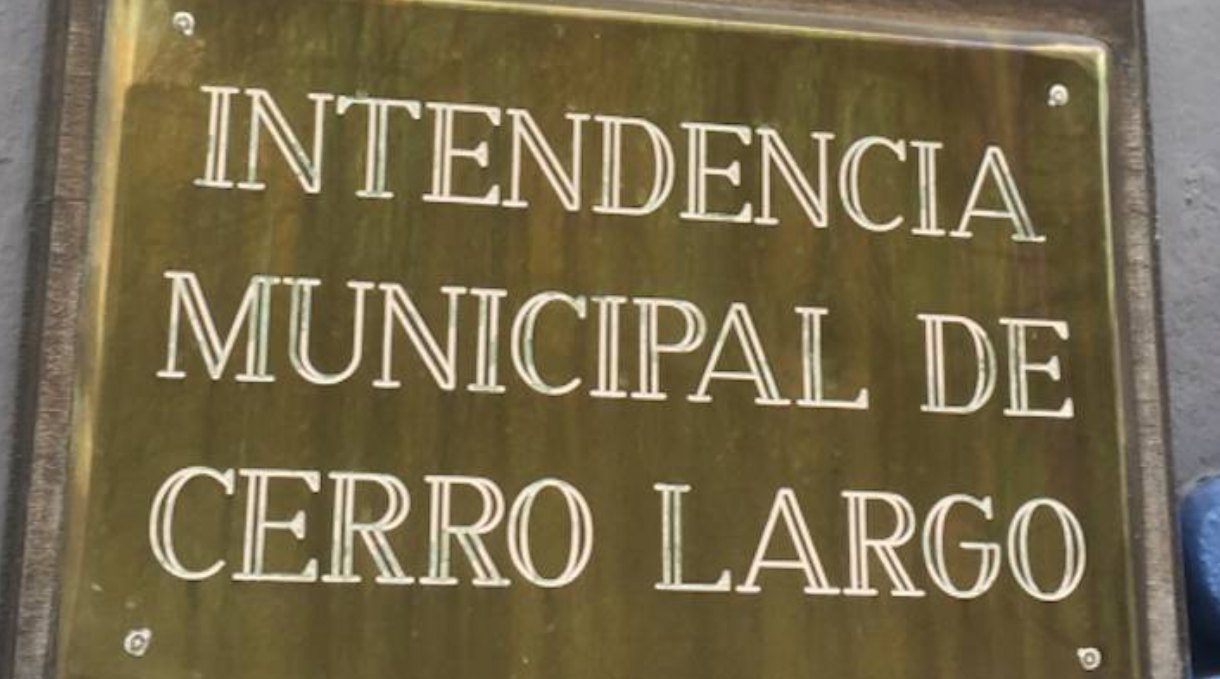 INTENDENCIA
MUNICIPAL DE
CERRO LARGO